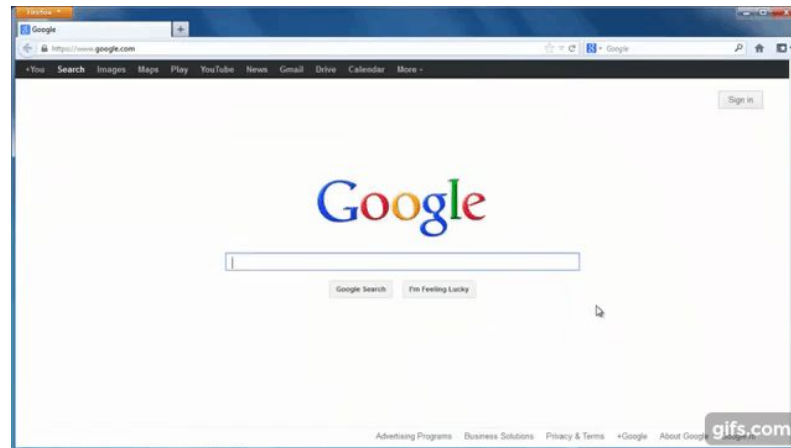 Firefox
Google
https://www.google.com
Google
+You Search Images Maps Play YouTube News Gmail Drive Calendar More
Sign in
Google
Google Search I'm Feeling Lucky
Advertising Programs Business Solutions Privacy & Terms +Google About Google
gifs.com